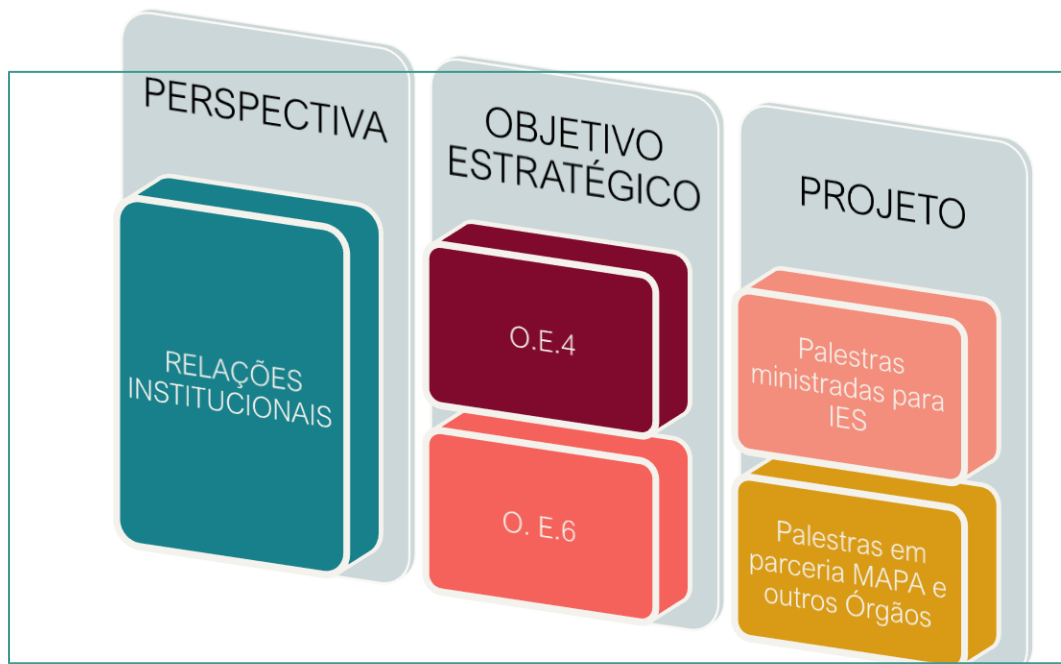 PERSPECTIVA
RELAÇÕES
INSTITUCIONAIS
OBJETIVO
ESTRATÉGICO
O.E.4
O. E.6
PROJETO
Palestras
ministradas para
IES
Palestras em
parceria MAPA e
outros Órgãos